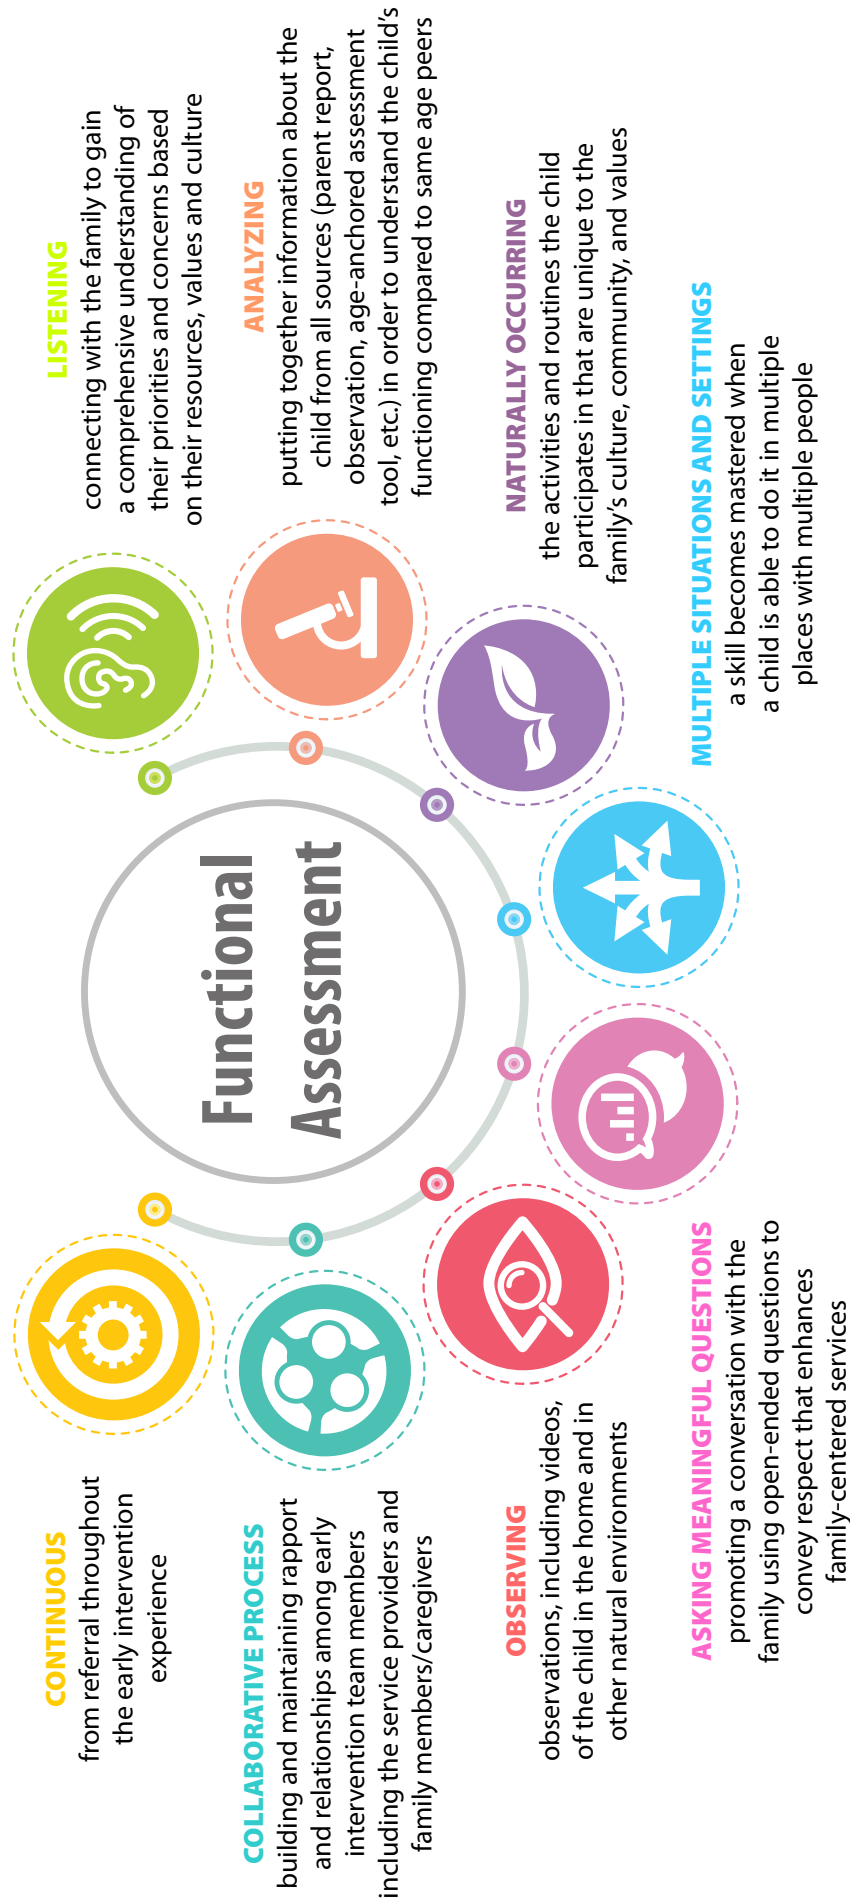 Functional
Assessment
CONTINUOUS
from referral throughout
the early intervention
experience
COLLABORATIVE PROCESS
building and maintaining rapport
and relationships among early
intervention team members
including the service providers and
family members/caregivers
OBSERVING
observations, including videos,
of the child in the home and in
other natural environments
ASKING MEANINGFUL QUESTIONS
promoting a conversation with the
family using open-ended questions to
convey respect that enhances
family-centered services
MULTIPLE SITUATIONS AND SETTINGS
a skill becomes mastered when
a child is able to do it in multiple
places with multiple people
NATURALLY OCCURRING
the activities and routines the child
participates in that are unique to the
family's culture, community, and values
ANALYZING
putting together information about the
child from all sources (parent report,
observation, age-anchored assessment
tool, etc.) in order to understand the child's
functioning compared to same age peers
LISTENING
connecting with the family to gain
a comprehensive understanding of
their priorities and concerns based
on their resources, values and culture